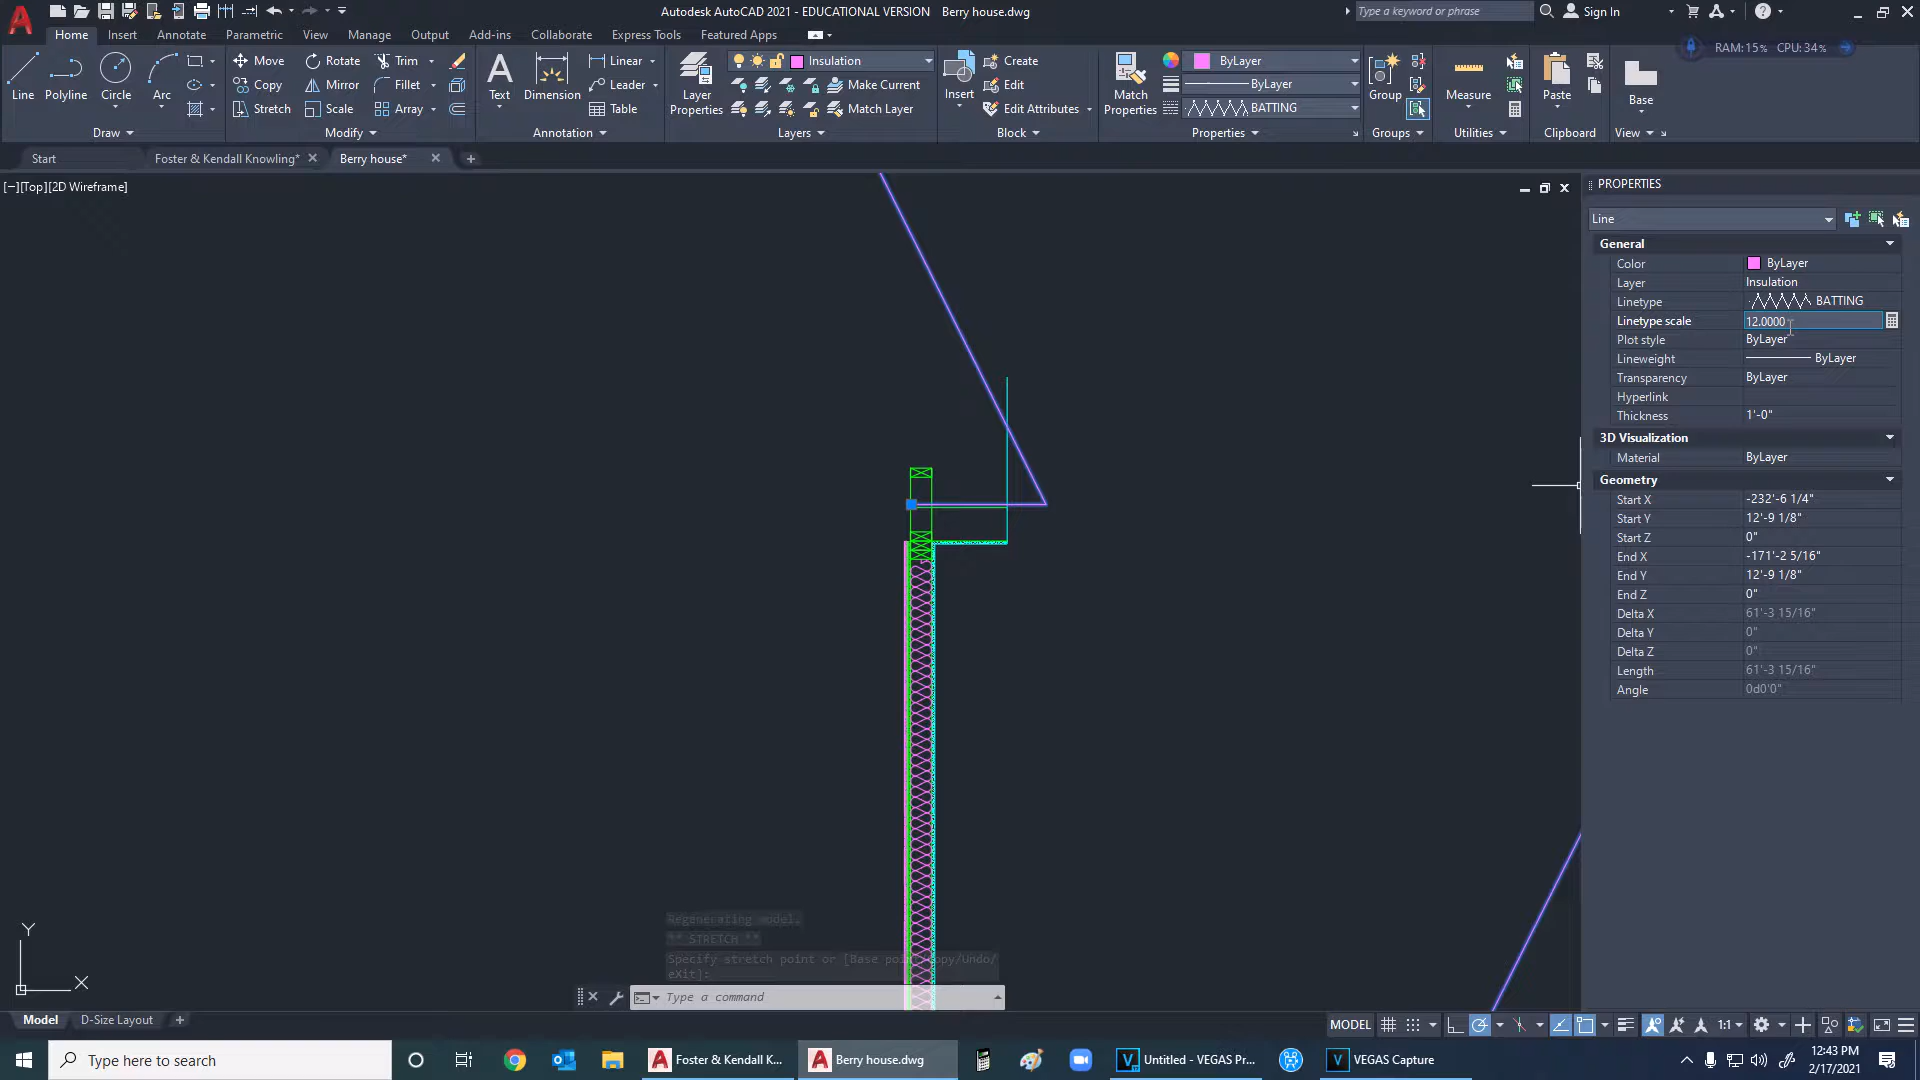 Autodesk AutoCAD 2021 - EDUCATIONAL VERSION Berry house.dwg
Type a keyword or phrase
Sign In
Home Insert Annotate Parametric View Manage Output Add-ins Collaborate Express Tools Featured Apps
RAM:15% CPU:34%
Line Polyline Circle Arc
Move Rotate Trim
Copy Mirror Fillet
Stretch Scale Array
Text Dimension
Linear
Leader
Table
Layer
Properties
Insulation
Make Current
Match Layer
Insert
Create
Edit
Edit Attributes
Match
Properties
ByLayer
ByLayer
BATTING
Group
Measure
Paste
Base
Draw Modify Annotation Layers Block Properties Groups Utilities Clipboard View
Start Foster & Kendall Knowling* Berry house*
[−][Top][2D Wireframe]
PROPERTIES
Line
General
Color ByLayer
Layer Insulation
Linetype BATTING
Linetype scale 12.0000
Plot style ByLayer
Lineweight ByLayer
Transparency ByLayer
Hyperlink
Thickness 1'-0"
3D Visualization
Material ByLayer
Geometry
Start X -232'-6 1/4"
Start Y 12'-9 1/8"
Start Z 0"
End X -171'-2 5/16"
End Y 12'-9 1/8"
End Z 0"
Delta X 61'-3 15/16"
Delta Y 0"
Delta Z 0"
Length 61'-3 15/16"
Angle 0d0'0"
Regenerating model.
** STRETCH **
Specify stretch point or [Base point/Copy/Undo/
eXit]:
Type a command
Y
X
Model D-Size Layout
MODEL 1:1
Type here to search
Foster & Kendall K...
Berry house.dwg
Untitled - VEGAS Pr...
VEGAS Capture
12:43 PM
2/17/2021